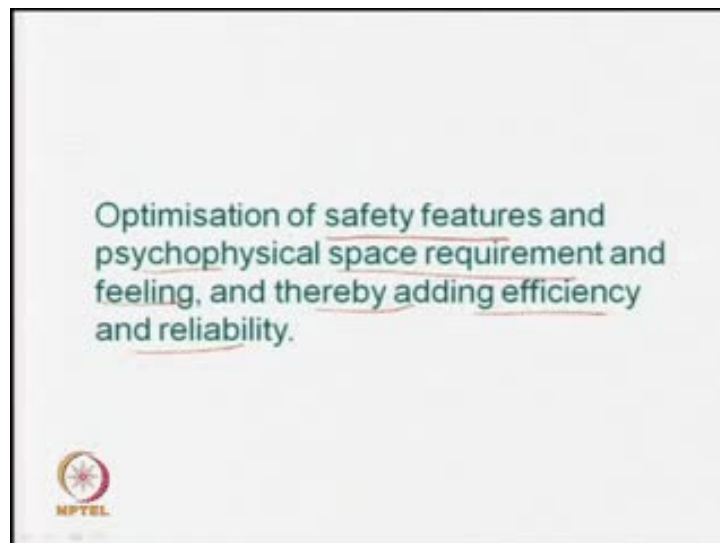 Optimisation of safety features and
psychophysical space requirement and
feeling, and thereby adding efficiency
and reliability.
NPTEL